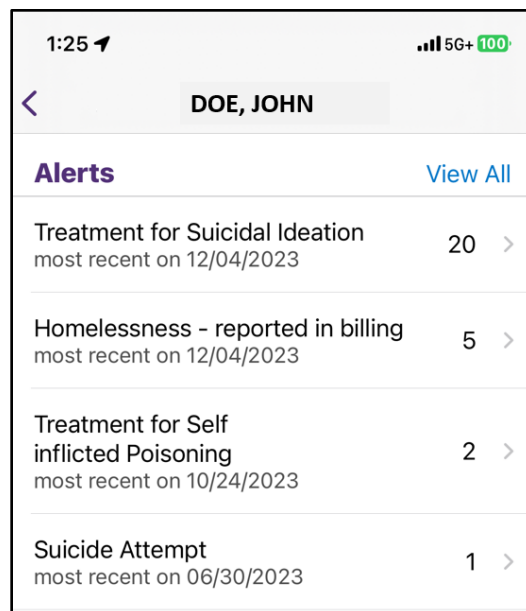 1:25 5G+ 100
DOE, JOHN
Alerts View All
Treatment for Suicidal Ideation 20
most recent on 12/04/2023
Homelessness - reported in billing 5
most recent on 12/04/2023
Treatment for Self
inflicted Poisoning 2
most recent on 10/24/2023
Suicide Attempt 1
most recent on 06/30/2023